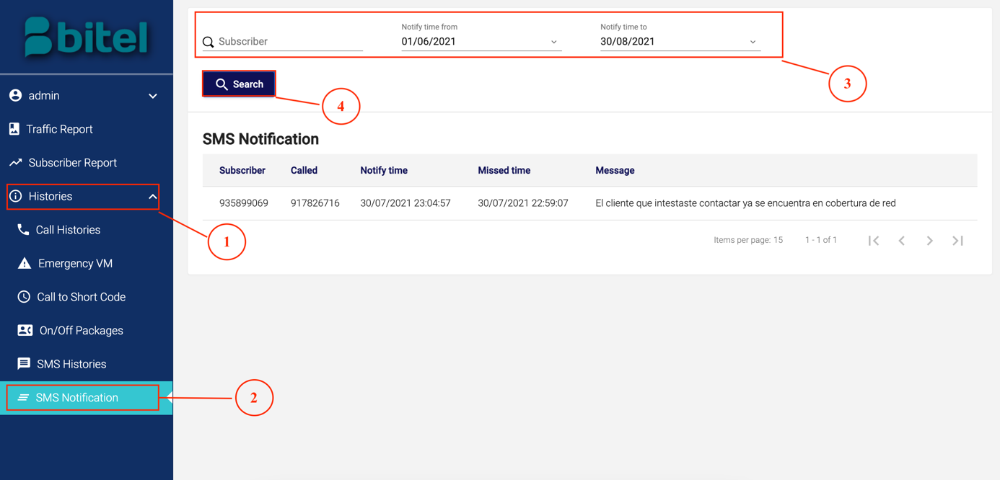 bitel
admin
Traffic Report
Subscriber Report
Histories
Call Histories
Emergency VM
Call to Short Code
On/Off Packages
SMS Histories
SMS Notification
1
2
Notify time from
Notify time to
Subscriber
01/06/2021
30/08/2021
3
Search
4
SMS Notification
Subscriber Called Notify time Missed time Message
935899069 917826716 30/07/2021 23:04:57 30/07/2021 22:59:07 El cliente que intestaste contactar ya se encuentra en cobertura de red
Items per page: 15 1 - 1 of 1